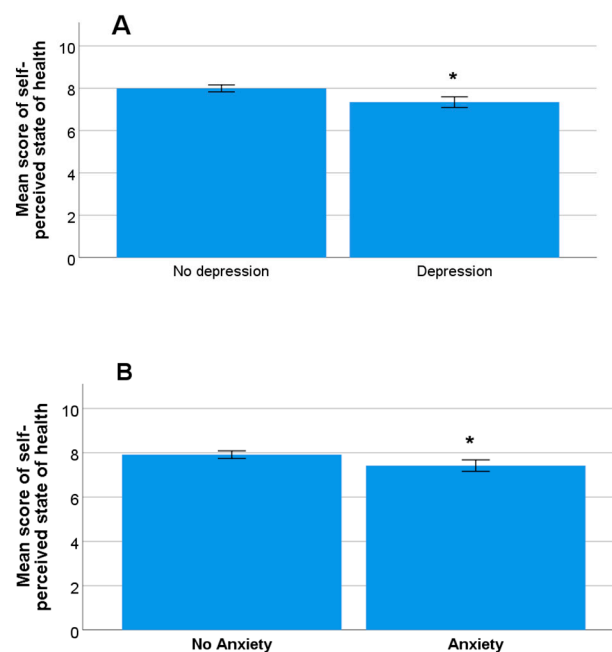 A
Mean score of self-
perceived state of health
10
8
6
4
2
0
*
No depression
Depression
B
Mean score of self-
perceived state of health
10
8
6
4
2
0
*
No Anxiety
Anxiety